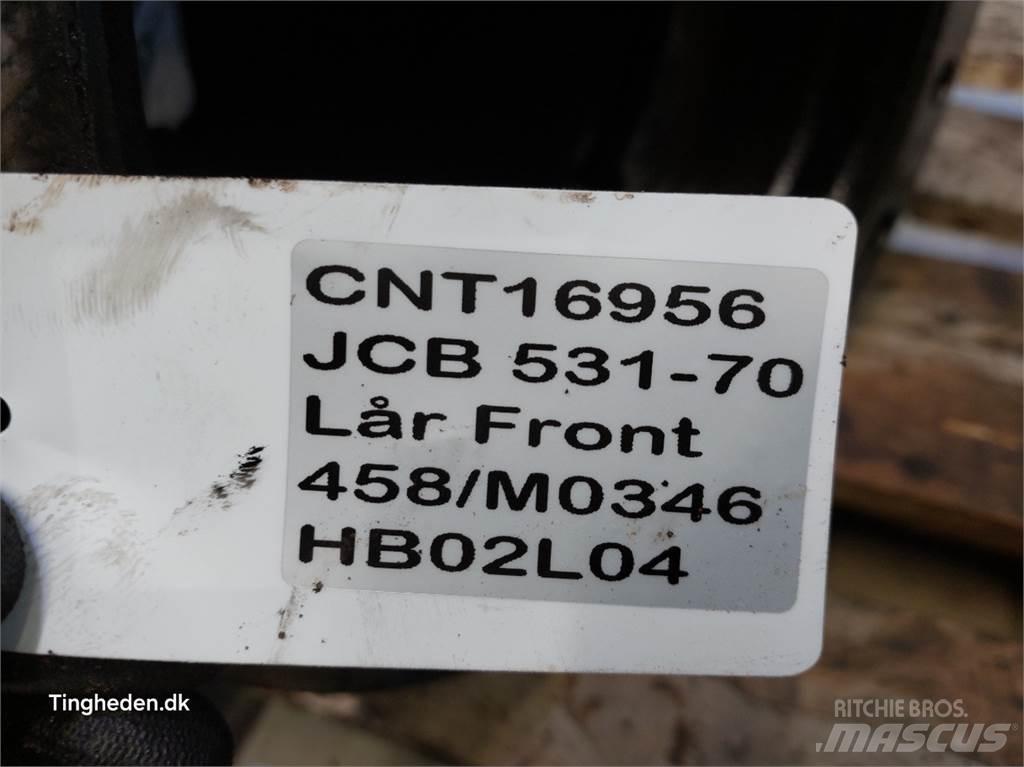 CNT16956
JCB 531-70
Lår Front
458/M0346
HB02L04
Tingheden.dk
RITCHIE BROS.
MASCUS